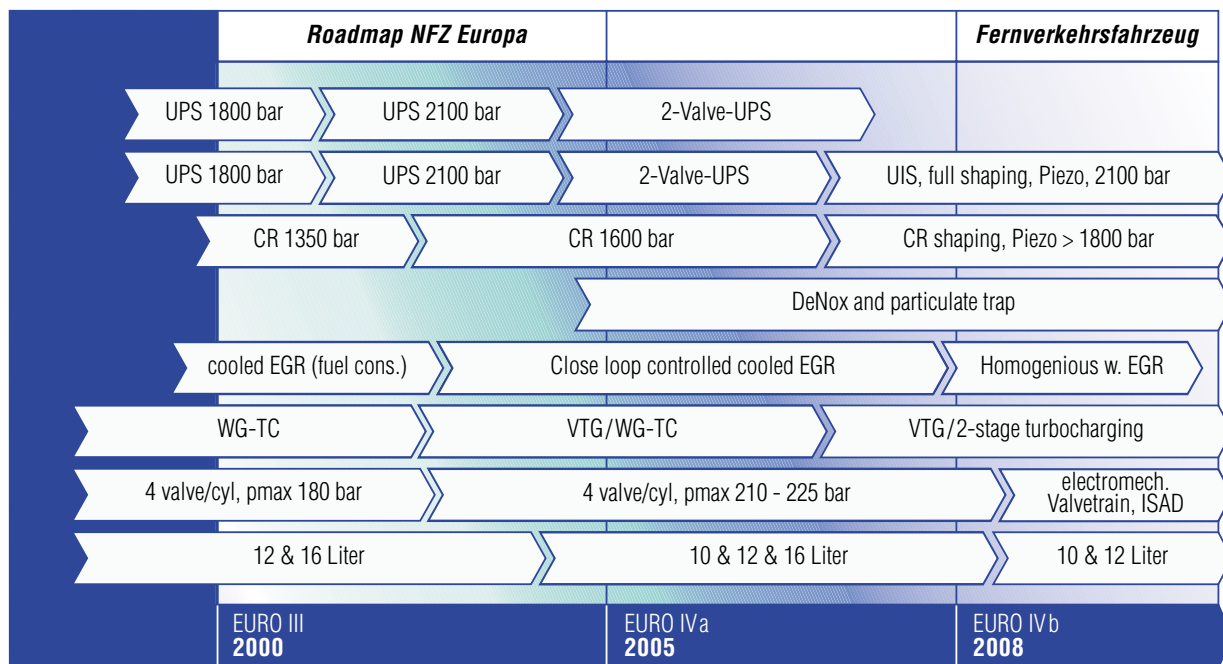 Roadmap NFZ Europa
Fernverkehrsfahrzeug
UPS 1800 bar
UPS 2100 bar
2-Valve-UPS
UPS 1800 bar
UPS 2100 bar
2-Valve-UPS
UIS, full shaping, Piezo, 2100 bar
CR 1350 bar
CR 1600 bar
CR shaping, Piezo > 1800 bar
DeNox and particulate trap
cooled EGR (fuel cons.)
Close loop controlled cooled EGR
Homogenious w. EGR
WG-TC
VTG/WG-TC
VTG/2-stage turbocharging
4 valve/cyl, pmax 180 bar
4 valve/cyl, pmax 210 - 225 bar
electromech.
Valvetrain, ISAD
12 & 16 Liter
10 & 12 & 16 Liter
10 & 12 Liter
EURO III
2000
EURO IVa
2005
EURO IVb
2008